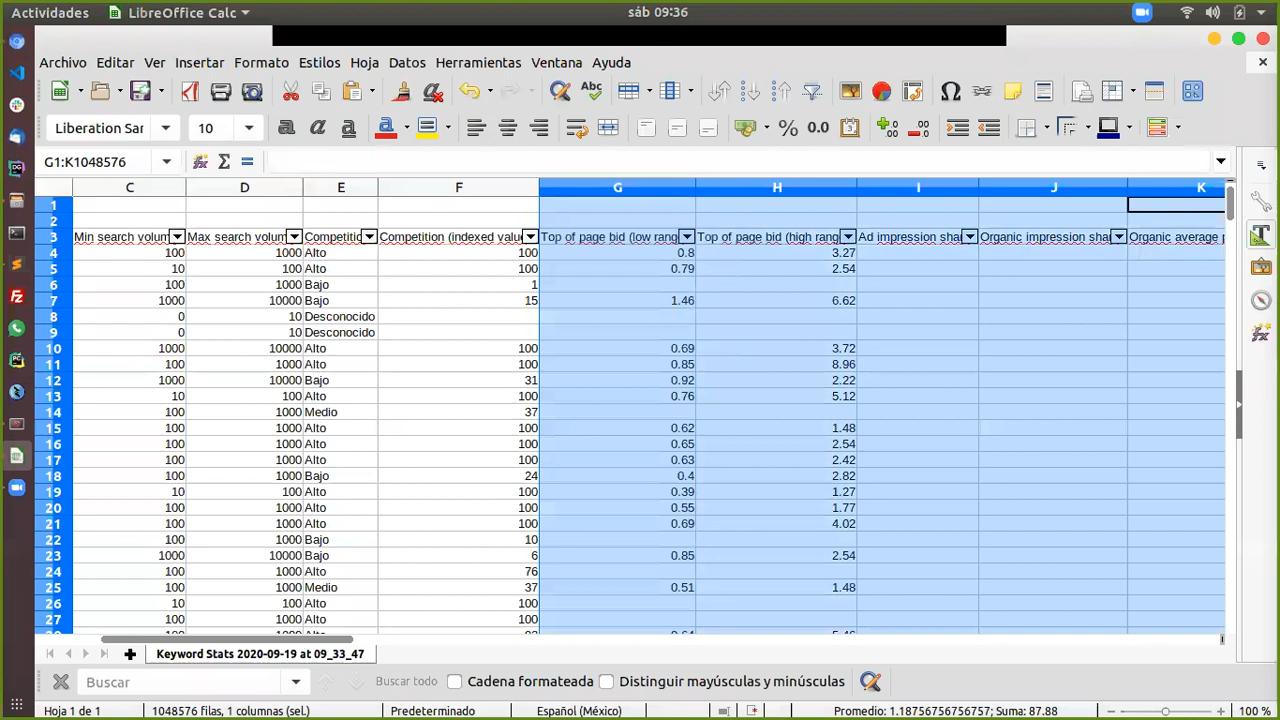 Actividades LibreOffice Calc sáb 09:36
Archivo Editar Ver Insertar Formato Estilos Hoja Datos Herramientas Ventana Ayuda
Liberation Sar 10
G1:K1048576
C D E F G H I J K
1
2
3 Min search volum Max search volum Competitio Competition (indexed value Top of page bid (low rang Top of page bid (high rang Ad impression sha Organic impression sha Organic average p
4 100 1000 Alto 100 0.8 3.27
5 10 100 Alto 100 0.79 2.54
6 100 1000 Bajo 1
7 1000 10000 Bajo 15 1.46 6.62
8 0 10 Desconocido
9 0 10 Desconocido
10 1000 10000 Alto 100 0.69 3.72
11 100 1000 Alto 100 0.85 8.96
12 1000 10000 Bajo 31 0.92 2.22
13 10 100 Alto 100 0.76 5.12
14 100 1000 Medio 37
15 100 1000 Alto 100 0.62 1.48
16 100 1000 Alto 100 0.65 2.54
17 100 1000 Alto 100 0.63 2.42
18 100 1000 Bajo 24 0.4 2.82
19 10 100 Alto 100 0.39 1.27
20 100 1000 Alto 100 0.55 1.77
21 100 1000 Alto 100 0.69 4.02
22 100 1000 Bajo 10
23 1000 10000 Bajo 6 0.85 2.54
24 100 1000 Alto 76
25 100 1000 Medio 37 0.51 1.48
26 10 100 Alto 100
27 100 1000 Alto 100
Keyword Stats 2020-09-19 at 09_33_47
Buscar Buscar todo Cadena formateada Distinguir mayúsculas y minúsculas
Hoja 1 de 1 1048576 filas, 1 columnas (sel.) Predeterminado Español (México) Promedio: 1.18756756756757; Suma: 87.88 100 %